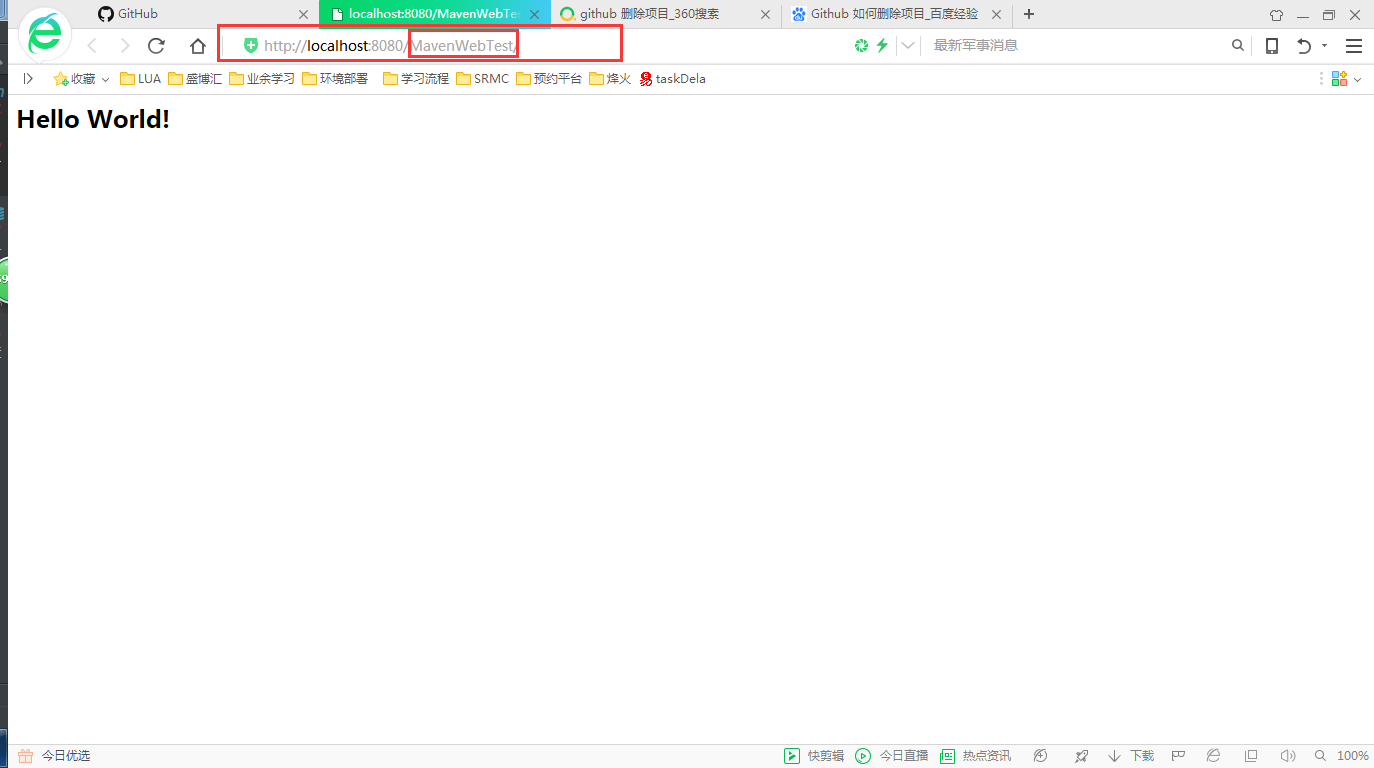 GitHub
localhost:8080/MavenWebTe
github 删除项目_360搜索
Github 如何删除项目_百度经验
http://localhost:8080/MavenWebTest/
最新军事消息
收藏 LUA 盛博汇 业余学习 环境部署 学习流程 SRMC 预约平台 烽火 taskDela
Hello World!
今日优选
快剪辑 今日直播 热点资讯 下载 100%